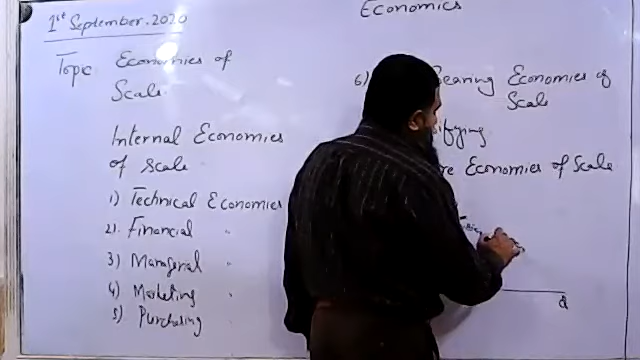 1st September. 2020
Economics
Topic Economies of
Scale
Internal Economies
of Scale
1) Technical Economies
2) Financial "
3) Managerial "
4) Marketing "
5) Purchasing
6) Bearing Economies of
Scale
Economies of Scale
Q